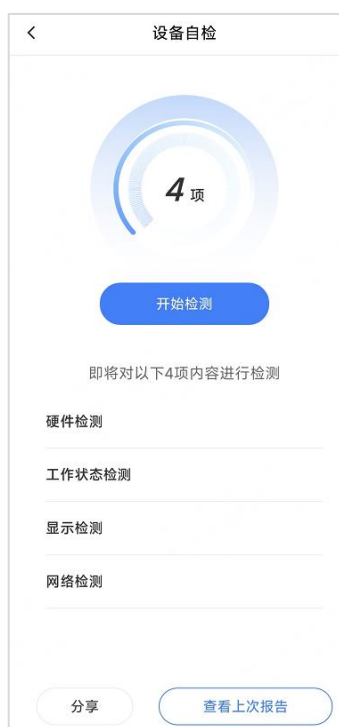 设备自检
4 项
开始检测
即将对以下4项内容进行检测
硬件检测
工作状态检测
显示检测
网络检测
分享
查看上次报告